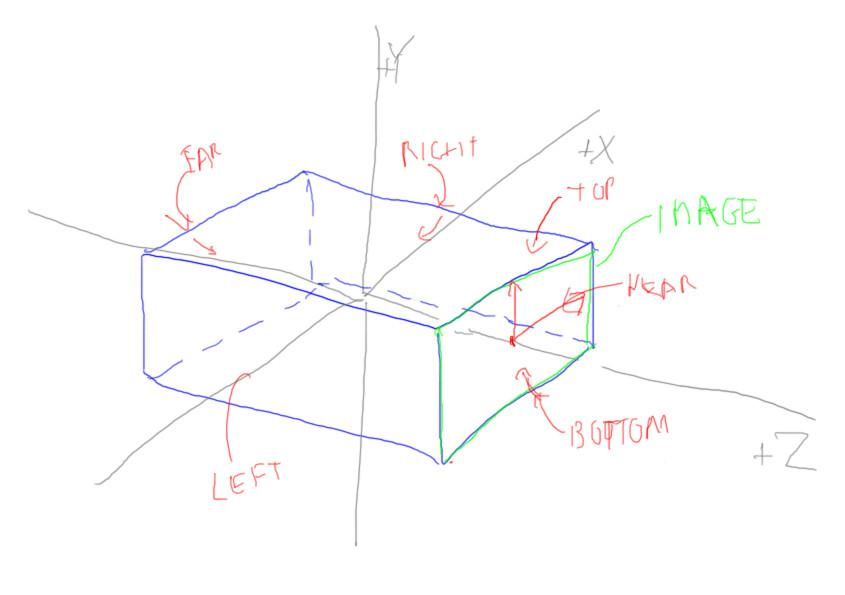 +Y
FAR
RIGHT
+X
TOP
IMAGE
NEAR
BOTTOM
+Z
LEFT